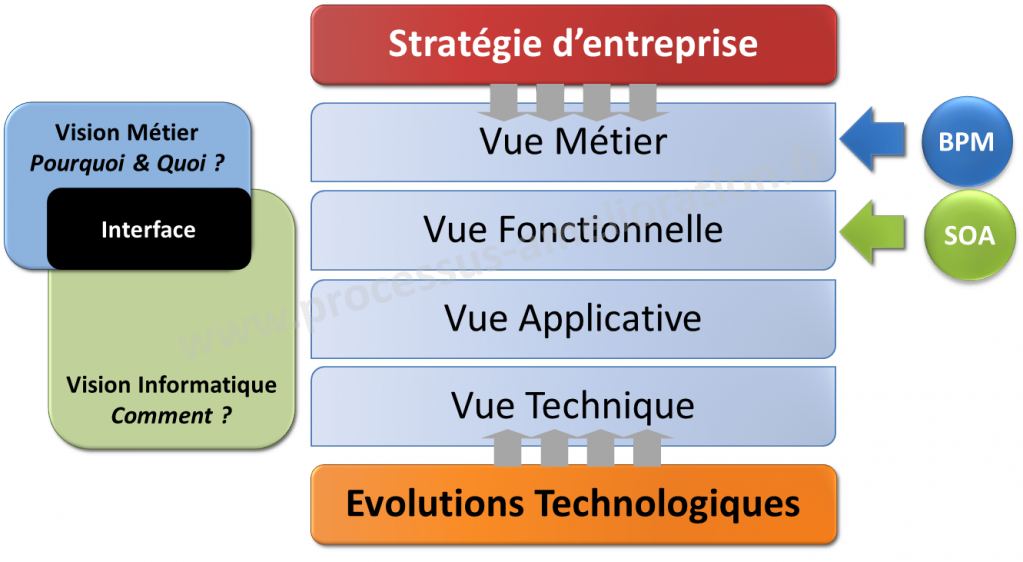 Stratégie d'entreprise
Vision Métier
Pourquoi & Quoi ?
Interface
Vision Informatique
Comment ?
Vue Métier
Vue Fonctionnelle
Vue Applicative
Vue Technique
BPM
SOA
Evolutions Technologiques